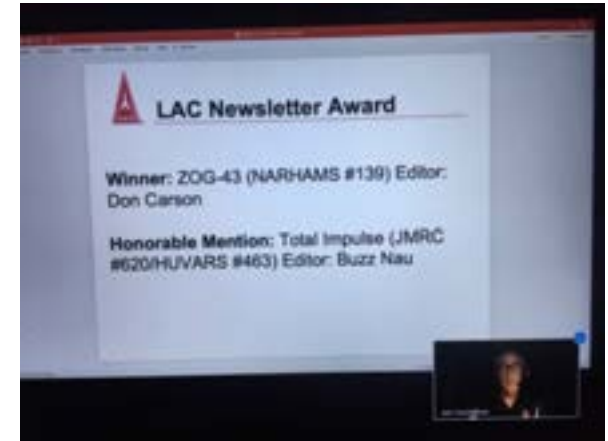 LAC Newsletter Award
Winner: ZOG-43 (NARHAMS #139) Editor:
Don Carson
Honorable Mention: Total Impulse (JMRC
#620/HUVARS #463) Editor: Buzz Nau